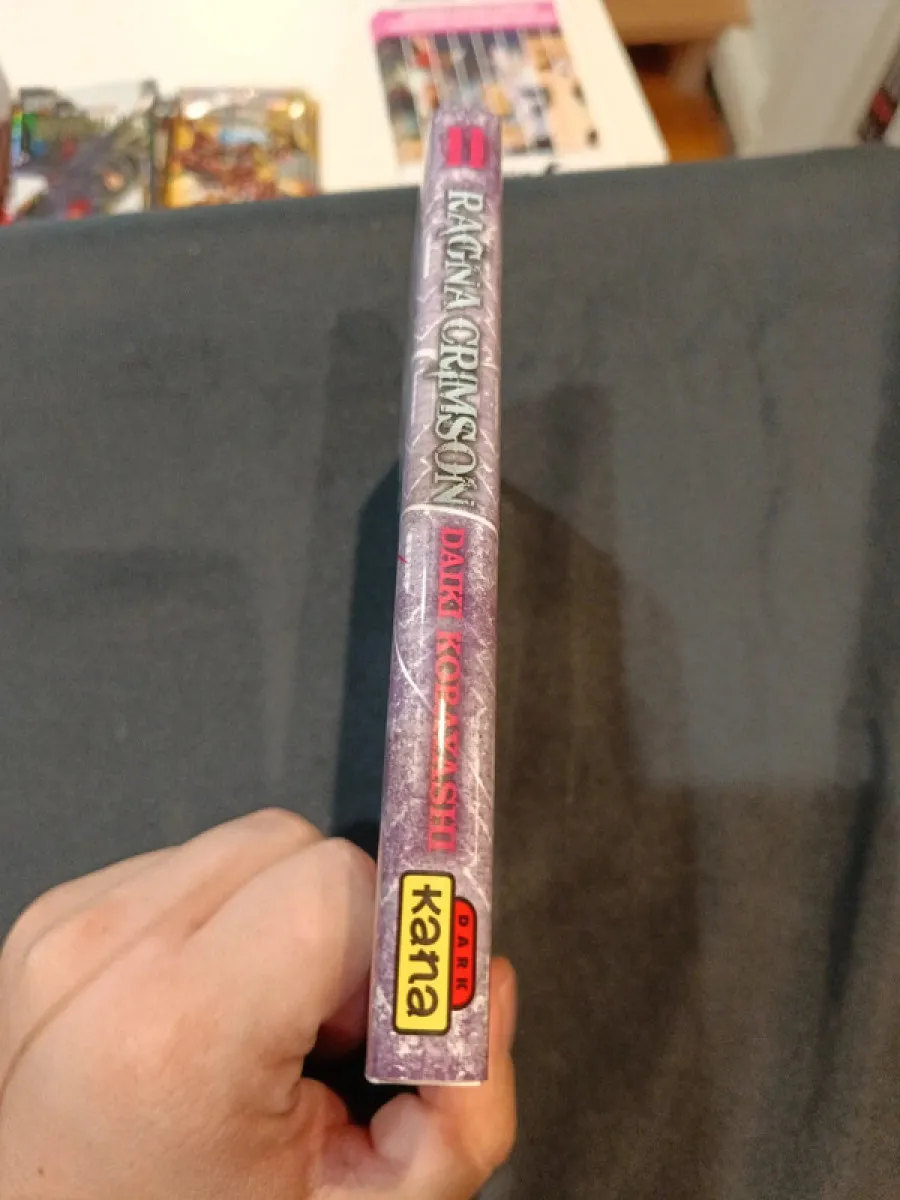 11
RAGNA CRIMSON
DAIKI KOBAYASHI
DARK
kana